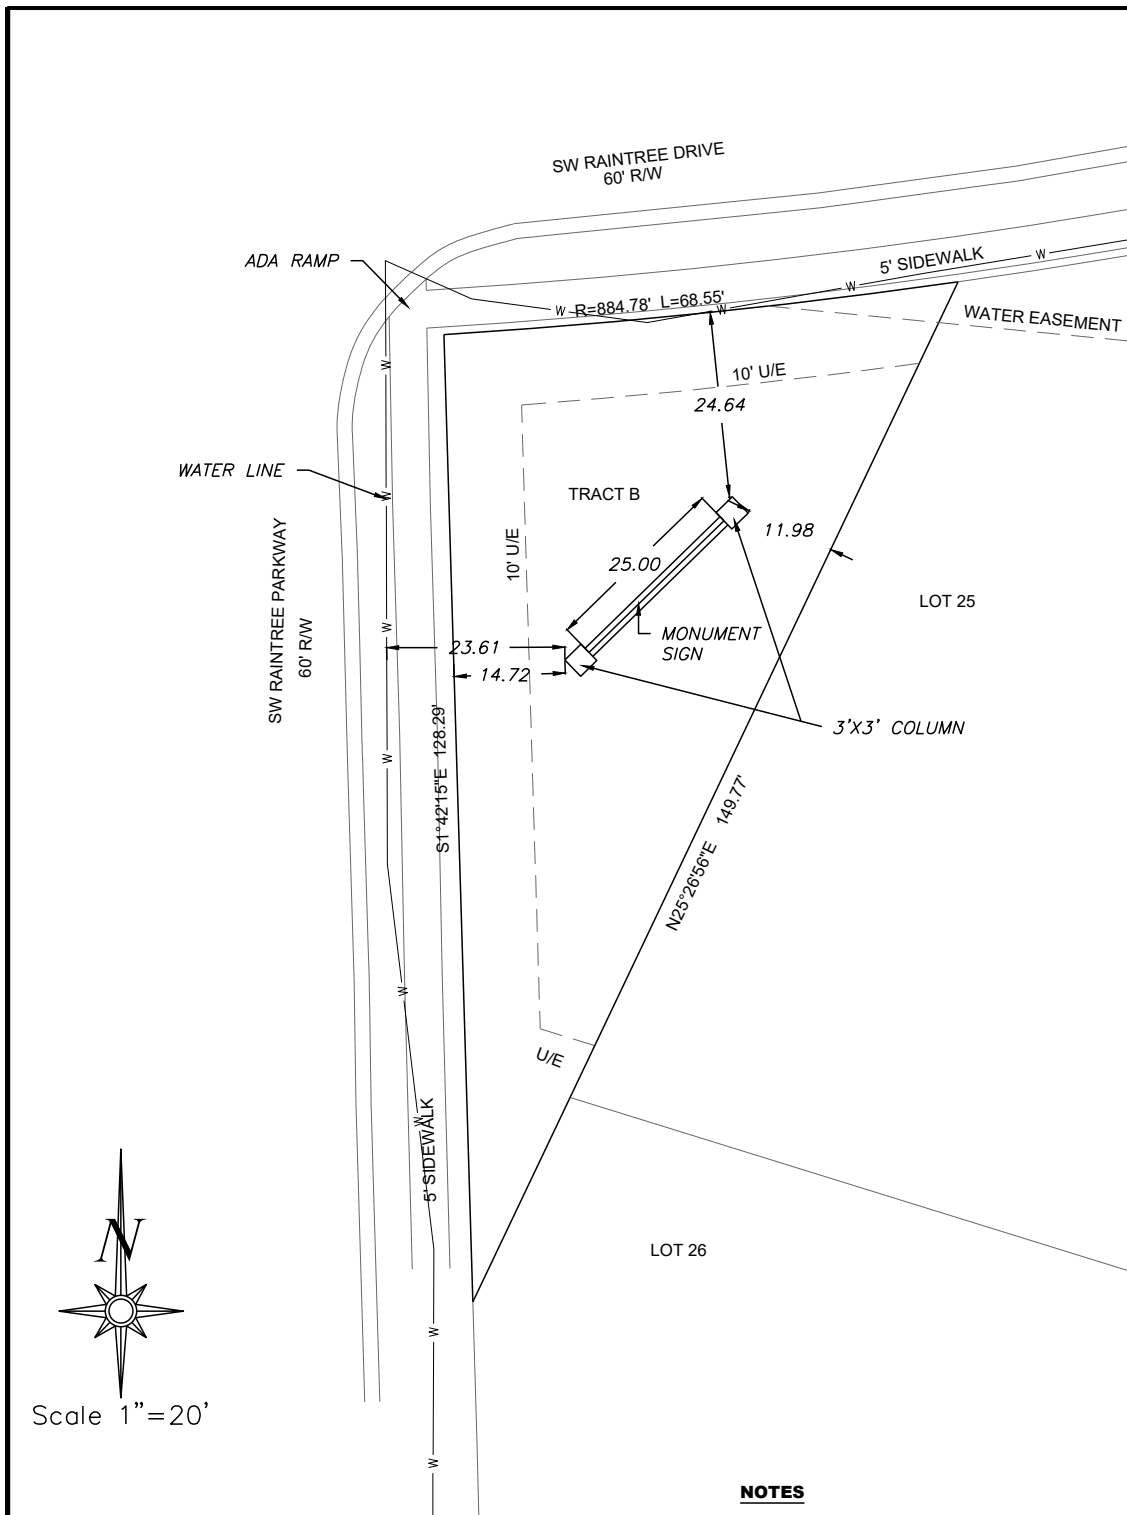 SW RAINTREE DRIVE
60' R/W
ADA RAMP
5' SIDEWALK
W
W
W
W
R=884.78' L=68.55'
WATER EASEMENT
W
10' U/E
24.64
WATER LINE
W
TRACT B
11.98
10' U/E
25.00
LOT 25
SW RAINTREE PARKWAY
60' R/W
W
MONUMENT
SIGN
23.61
14.72
3'X3' COLUMN
W
S1°42'15"E 128.29'
N25°26'56"E 149.77'
W
U/E
W
5' SIDEWALK
N
LOT 26
W
Scale 1"=20'
W
NOTES